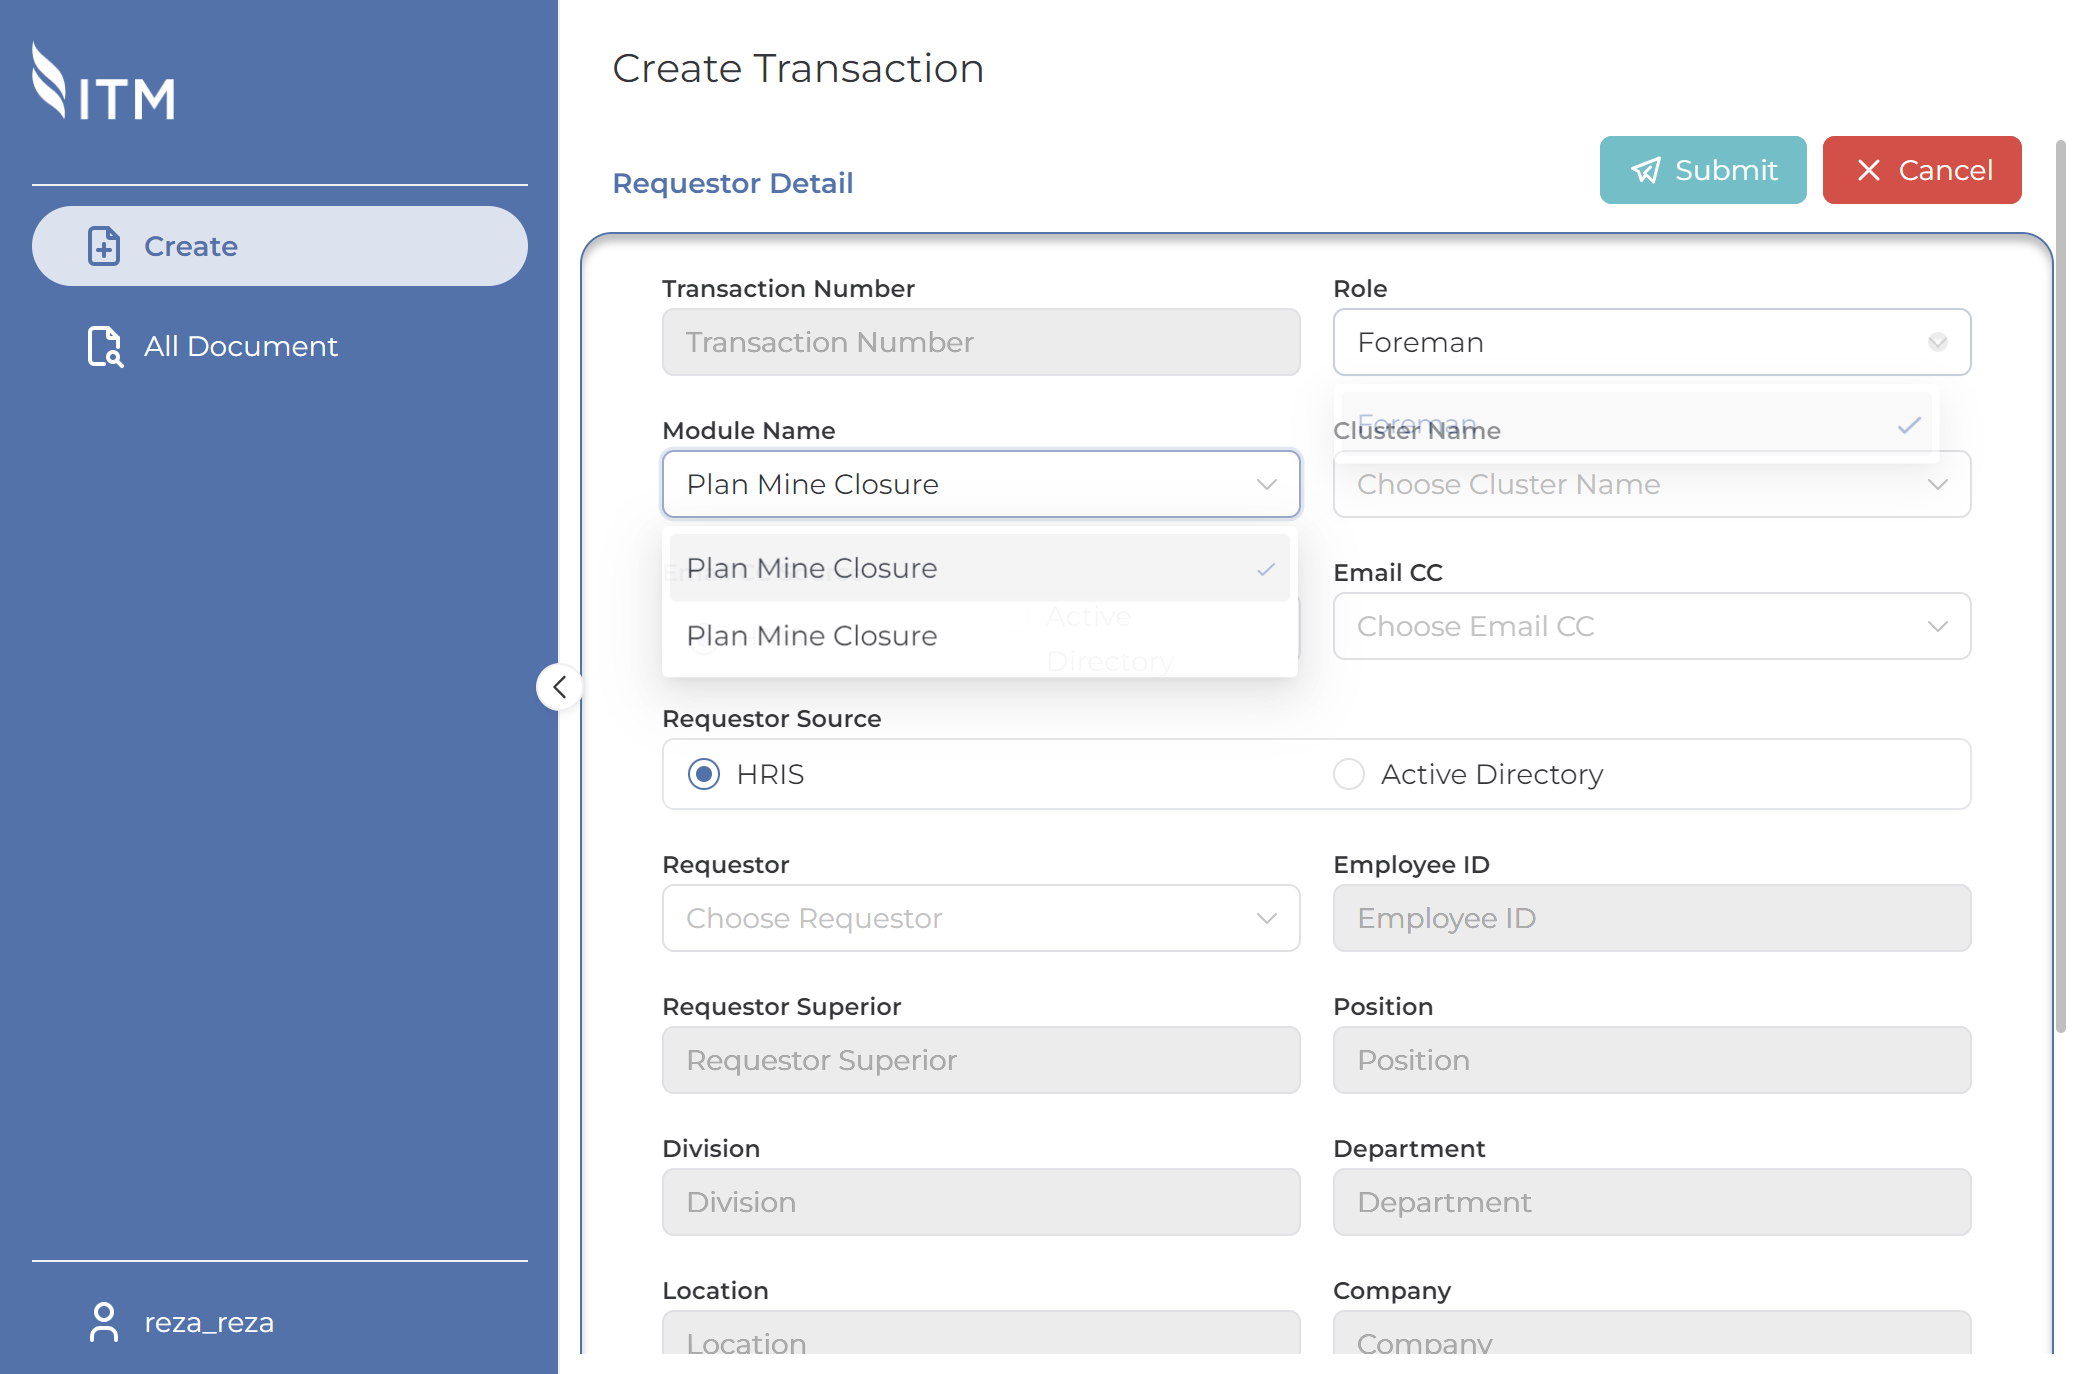 ITM
Create
All Document
reza_reza
Create Transaction
Requestor Detail
Submit
Cancel
Transaction Number
Transaction Number
Role
Foreman
Foreman
Module Name
Plan Mine Closure
Plan Mine Closure
Plan Mine Closure
Cluster Name
Choose Cluster Name
Active
Directory
Email CC
Choose Email CC
Requestor Source
HRIS
Active Directory
Requestor
Choose Requestor
Employee ID
Employee ID
Requestor Superior
Requestor Superior
Position
Position
Division
Division
Department
Department
Location
Location
Company
Company